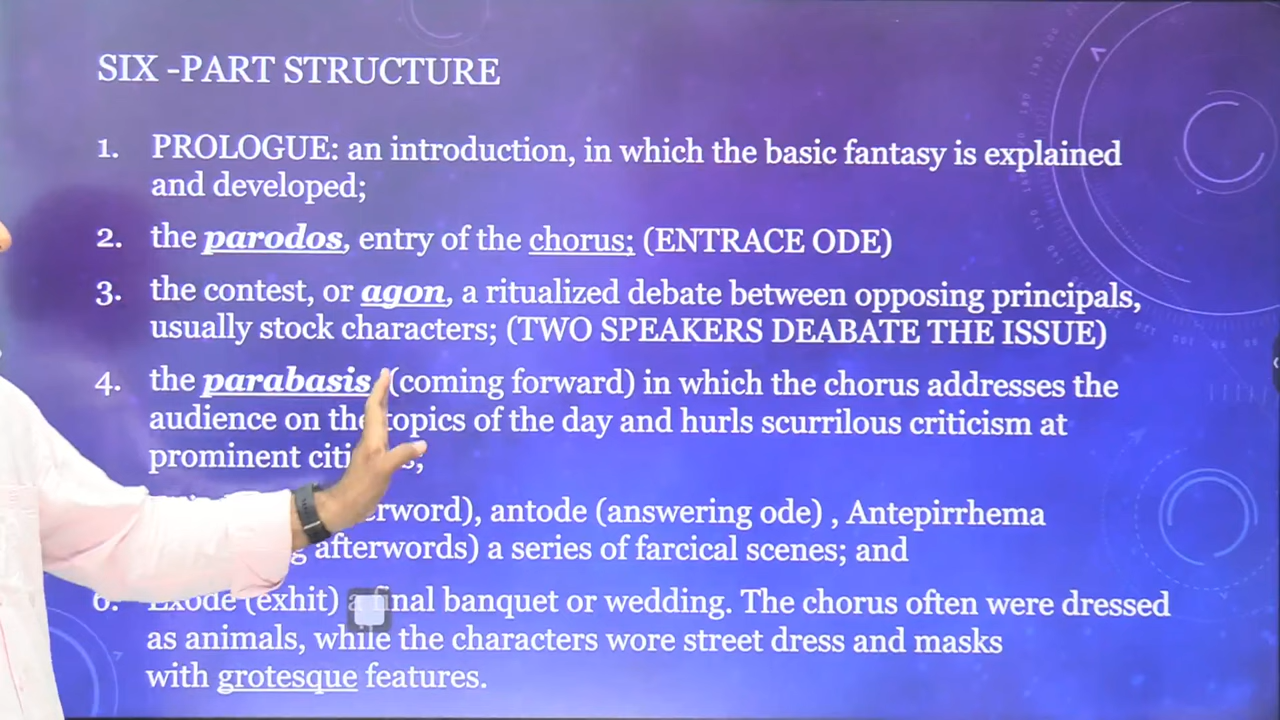 SIX -PART STRUCTURE
1. PROLOGUE: an introduction, in which the basic fantasy is explained
and developed;
2. the parodos, entry of the chorus; (ENTRACE ODE)
3. the contest, or agon, a ritualized debate between opposing principals,
usually stock characters; (TWO SPEAKERS DEABATE THE ISSUE)
4. the parabasis (coming forward) in which the chorus addresses the
audience on the topics of the day and hurls scurrilous criticism at
prominent
antode (answering ode) , Antepirrhema
afterwords) a series of farcical scenes; and
6. Exode (exhit) a final banquet or wedding. The chorus often were dressed
as animals, while the characters wore street dress and masks
with grotesque features.